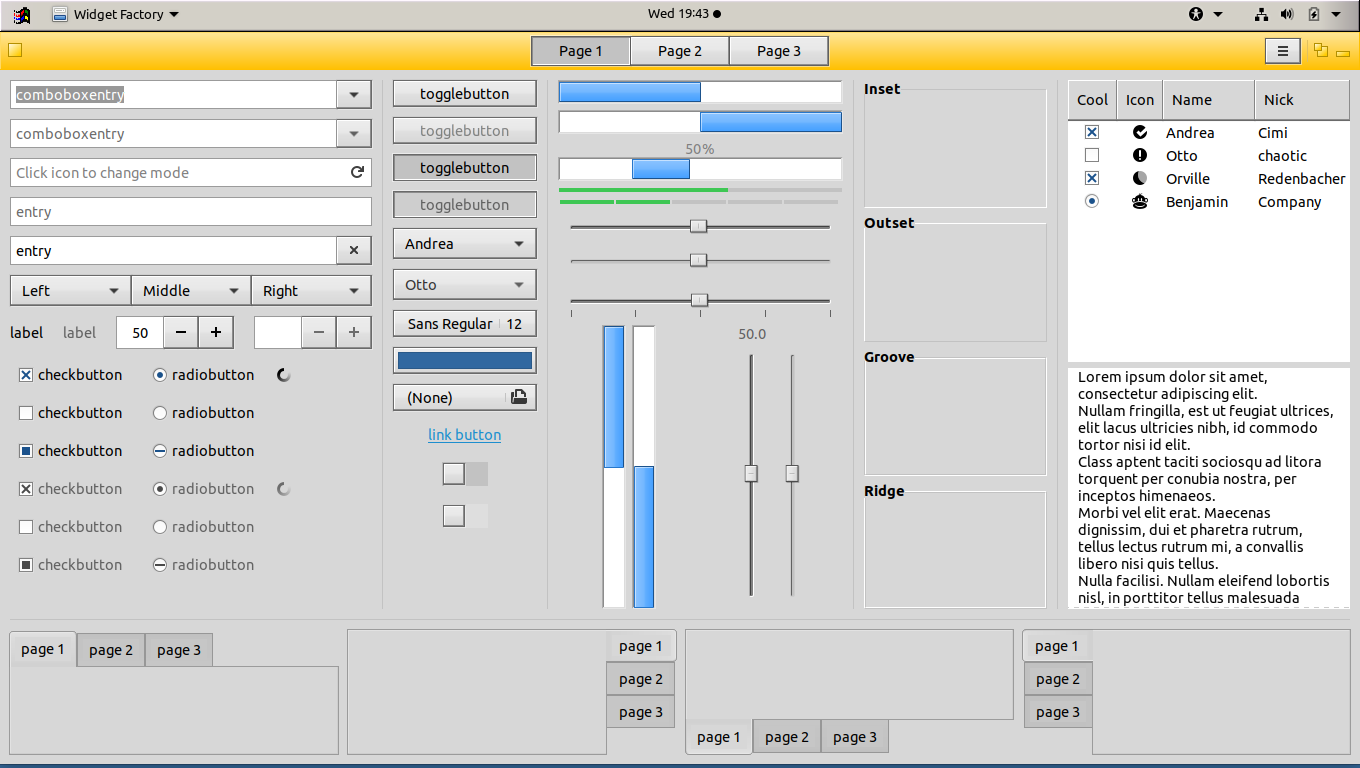 Widget Factory
Wed 19:43
Page 1
Page 2
Page 3
comboboxentry
comboboxentry
Click icon to change mode
entry
entry
Left
Middle
Right
label
label
50
checkbutton
radiobutton
checkbutton
radiobutton
checkbutton
radiobutton
checkbutton
radiobutton
checkbutton
radiobutton
checkbutton
radiobutton
togglebutton
togglebutton
togglebutton
togglebutton
Andrea
Otto
Sans Regular
12
(None)
link button
50%
50.0
Inset
Outset
Groove
Ridge
Cool
Icon
Name
Nick
Andrea
Cimi
Otto
chaotic
Orville
Redenbacher
Benjamin
Company
Lorem ipsum dolor sit amet,
consectetur adipiscing elit.
Nullam fringilla, est ut feugiat ultrices,
elit lacus ultricies nibh, id commodo
tortor nisi id elit.
Class aptent taciti sociosqu ad litora
torquent per conubia nostra, per
inceptos himenaeos.
Morbi vel elit erat. Maecenas
dignissim, dui et pharetra rutrum,
tellus lectus rutrum mi, a convallis
libero nisi quis tellus.
Nulla facilisi. Nullam eleifend lobortis
nisl, in porttitor tellus malesuada
page 1
page 2
page 3
page 1
page 2
page 3
page 1
page 2
page 3
page 1
page 2
page 3